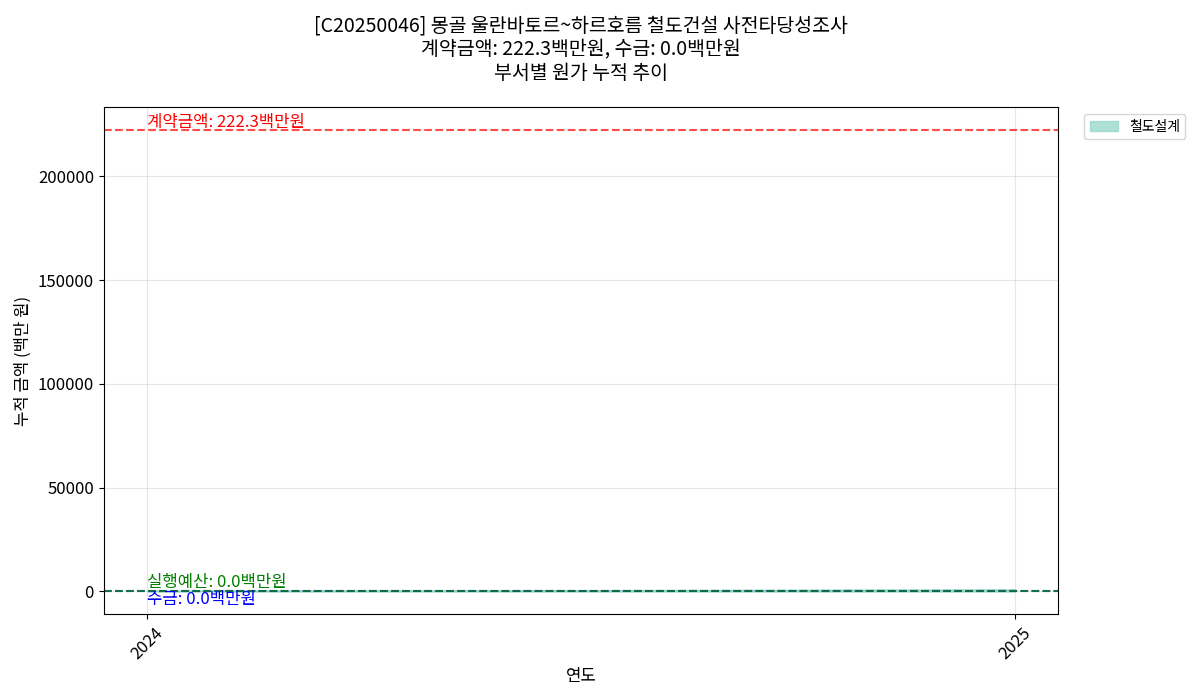 [C20250046] 몽골 울란바토르~하르호름 철도건설 사전타당성조사
계약금액: 222.3백만원, 수금: 0.0백만원
부서별 원가 누적 추이
계약금액: 222.3백만원
철도설계
200000
150000
100000
50000
0
누적 금액 (백만 원)
실행예산: 0.0백만원
수금: 0.0백만원
2024
2025
연도